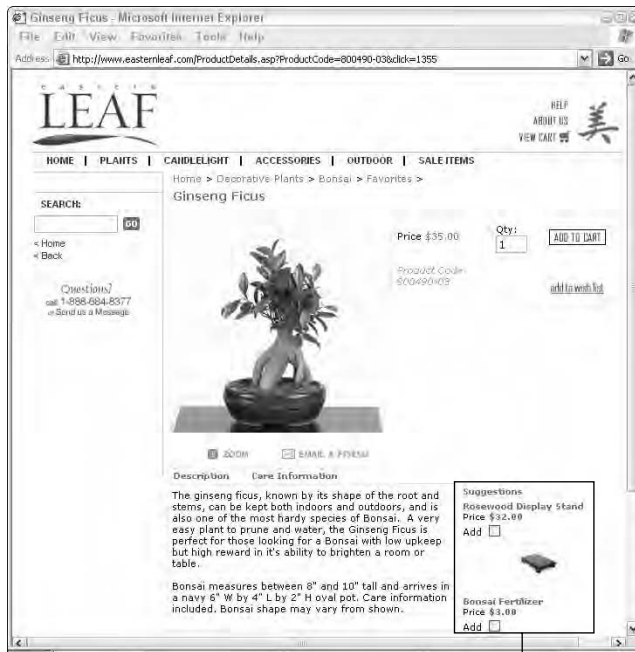 Ginseng Ficus - Microsoft Internet Explorer
File Edit View Favorites Tools Help
Address http://www.easternleaf.com/ProductDetails.asp?ProductCode=800490-03&click=1355 Go
EASTERN
LEAF
HELP
ABOUT US
VIEW CART
美
HOME | PLANTS | CANDLELIGHT | ACCESSORIES | OUTDOOR | SALE ITEMS
Home > Decorative Plants > Bonsai > Favorites >
Ginseng Ficus
SEARCH:
GO
< Home
< Back
Questions?
call 1-888-684-8377
or Send us a Message
Price $35.00
Qty:
1
ADD TO CART
Product Code:
800490-03
add to wish list
ZOOM
EMAIL A FRIEND
Description Care Information
The ginseng ficus, known by its shape of the root and
stems, can be kept both indoors and outdoors, and is
also one of the most hardy species of Bonsai. A very
easy plant to prune and water, the Ginseng Ficus is
perfect for those looking for a Bonsai with low upkeep
but high reward in it's ability to brighten a room or
table.
Bonsai measures between 8" and 10" tall and arrives in
a navy 6" W by 4" L by 2" H oval pot. Care information
included. Bonsai shape may vary from shown.
Suggestions
Rosewood Display Stand
Price $32.00
Add
Bonsai Fertilizer
Price $3.00
Add